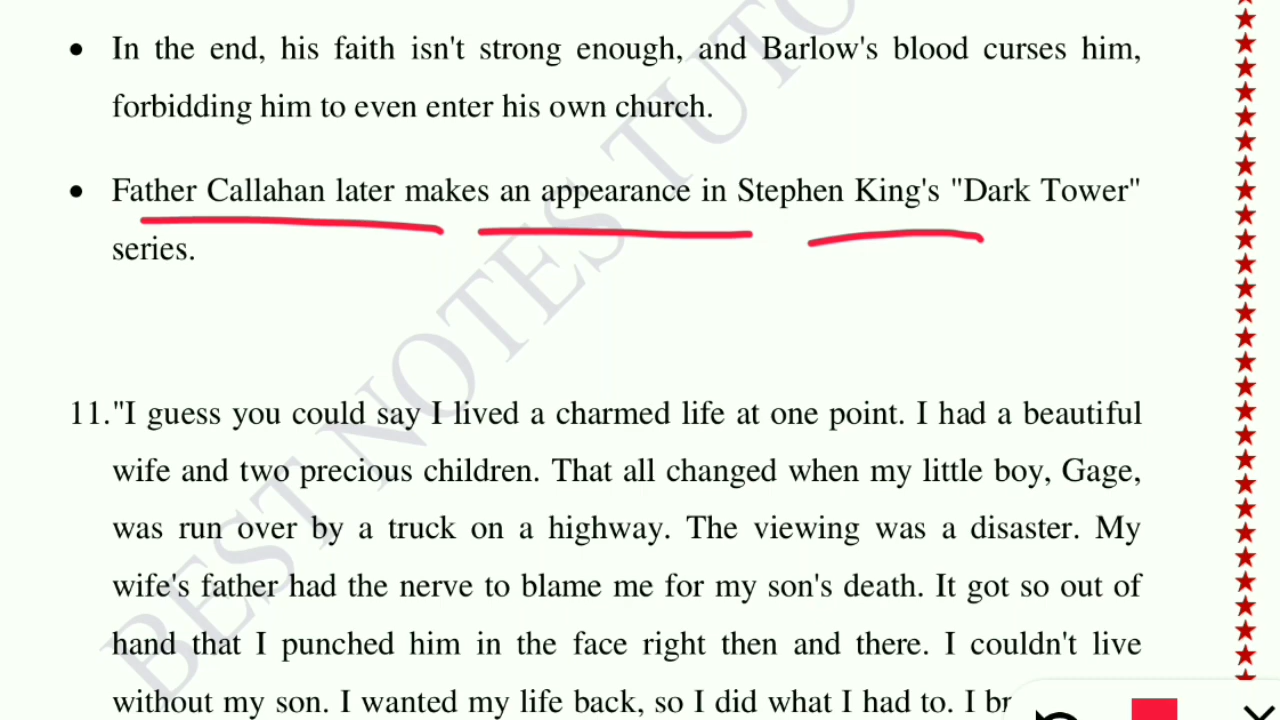 • In the end, his faith isn't strong enough, and Barlow's blood curses him,
forbidding him to even enter his own church.
• Father Callahan later makes an appearance in Stephen King's "Dark Tower"
series.
11."I guess you could say I lived a charmed life at one point. I had a beautiful
wife and two precious children. That all changed when my little boy, Gage,
was run over by a truck on a highway. The viewing was a disaster. My
wife's father had the nerve to blame me for my son's death. It got so out of
hand that I punched him in the face right then and there. I couldn't live
without my son. I wanted my life back, so I did what I had to. I
BEST NOTES TUTO